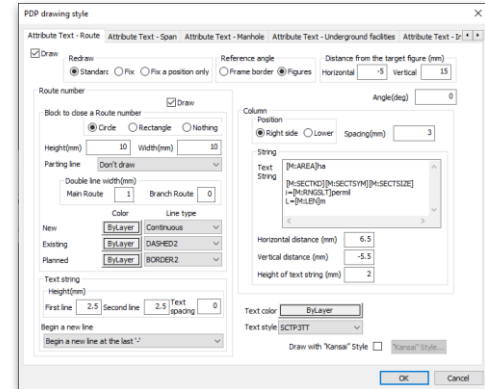 PDP drawing style
Attribute Text - Route Attribute Text - Span Attribute Text - Manhole Attribute Text - Underground facilities Attribute Text - Ir
Draw
Redraw
Standarc Fix Fix a position only
Reference angle
Frame border Figures
Distance from the target figure (mm)
Horizontal -5 Vertical 15
Route number
Draw
Angle(deg) 0
Block to close a Route number
Circle Rectangle Nothing
Height(mm) 10 Width(mm) 10
Parting line Don't draw
Double line width(mm)
Main Route 1 Branch Route 0
Color Line type
New ByLayer Continuous
Existing ByLayer DASHED2
Planned ByLayer BORDER2
Text string
Height(mm)
First line 2.5 Second line 2.5 Text spacing 0
Begin a new line
Begin a new line at the last '-'
Column
Position
Right side Lower Spacing(mm) 3
String
Text String
[M:AREA]ha
[M:SECTKD][M:SECTSYM][M:SECTSIZE]
i=[M:RNGSLT]permil
L=[M:LEN]m
Horizontal distance (mm) 6.5
Vertical distance (mm) -5.5
Height of text string (mm) 2
Text color ByLayer
Text style SCTP3TT
Draw with "Kansai" Style "Kansai" Style...
OK Cancel